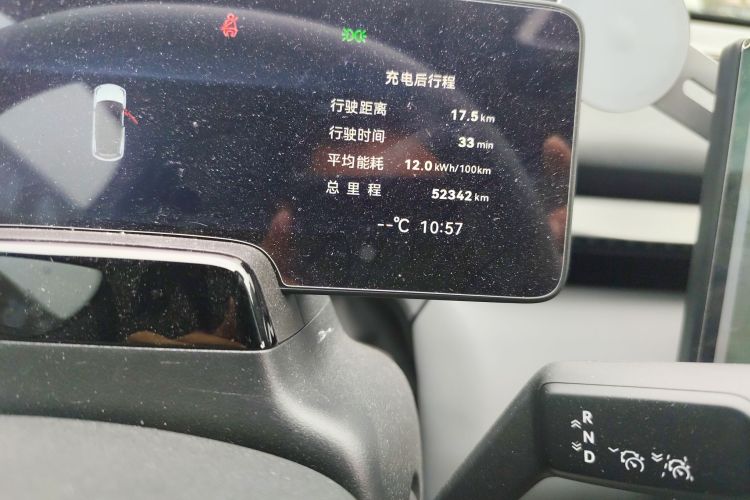 充电后行程
行驶距离 17.5 km
行驶时间 33 min
平均能耗 12.0 kWh/100km
总里程 52342 km
--℃ 10:57
R
N
D